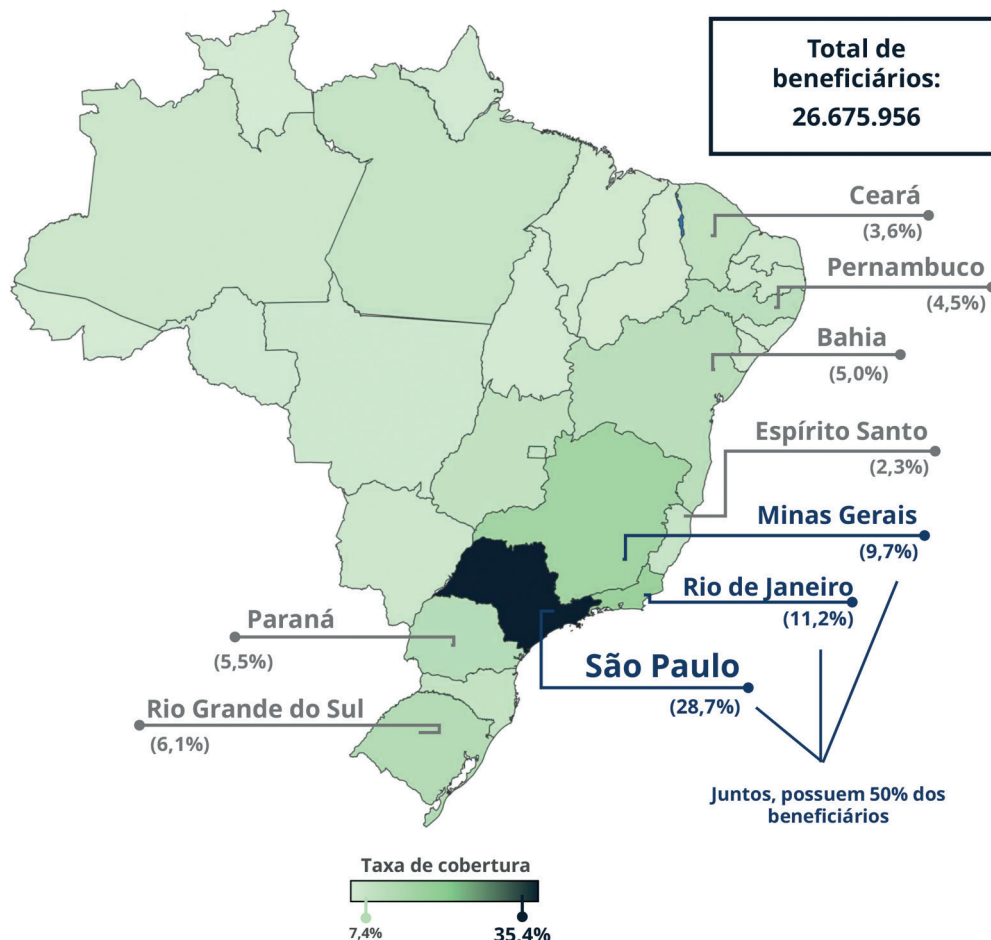 Total de
beneficiários:
26.675.956
Ceará
(3,6%)
Pernambuco
(4,5%)
Bahia
(5,0%)
Espírito Santo
(2,3%)
Minas Gerais
(9,7%)
Rio de Janeiro
(11,2%)
São Paulo
(28,7%)
Paraná
(5,5%)
Rio Grande do Sul
(6,1%)
Juntos, possuem 50% dos
beneficiários
Taxa de cobertura
7,4%
35,4%